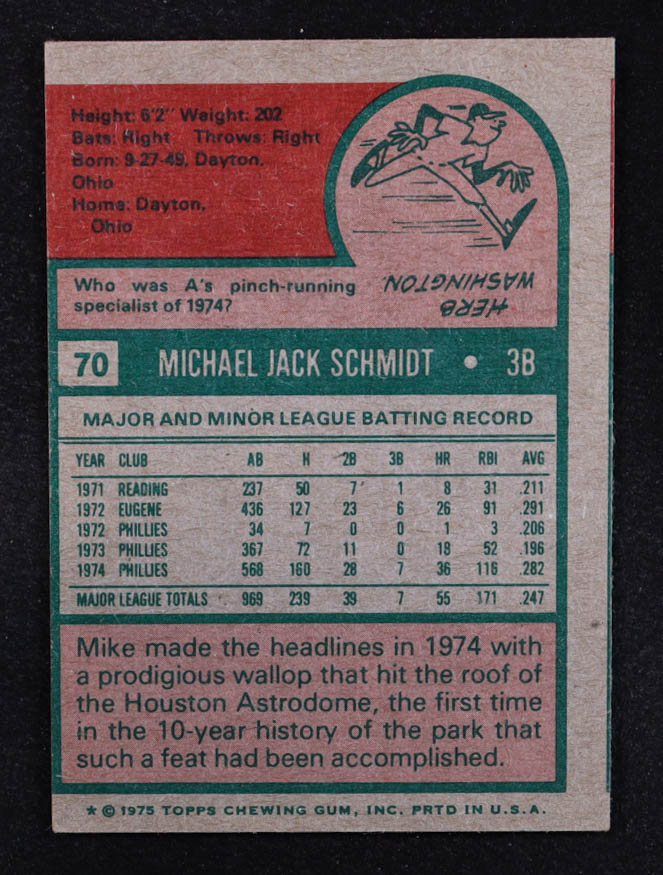 Height: 6'2" Weight: 202
Bats: Right Throws: Right
Born: 9-27-49, Dayton,
Ohio
Home: Dayton,
Ohio
Who was A's pinch-running
specialist of 1974?
HERB
WASHINGTON
70 MICHAEL JACK SCHMIDT • 3B
MAJOR AND MINOR LEAGUE BATTING RECORD
YEAR CLUB AB H 2B 3B HR RBI AVG
1971 READING 237 50 7 1 8 31 .211
1972 EUGENE 436 127 23 6 26 91 .291
1972 PHILLIES 34 7 0 0 1 3 .206
1973 PHILLIES 367 72 11 0 18 52 .196
1974 PHILLIES 568 160 28 7 36 116 .282
MAJOR LEAGUE TOTALS 969 239 39 7 55 171 .247
Mike made the headlines in 1974 with
a prodigious wallop that hit the roof of
the Houston Astrodome, the first time
in the 10-year history of the park that
such a feat had been accomplished.
* © 1975 TOPPS CHEWING GUM, INC. PRTD IN U.S.A.